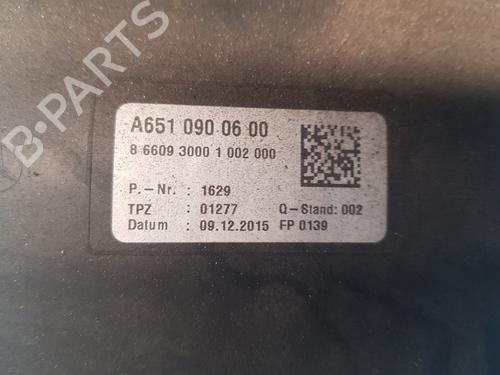 B-PARTS
A651 090 06 00
8 6609 3000 1 002 000
P.-Nr. : 1629
TPZ : 01277 Q-Stand: 002
Datum : 09.12.2015 FP 0139